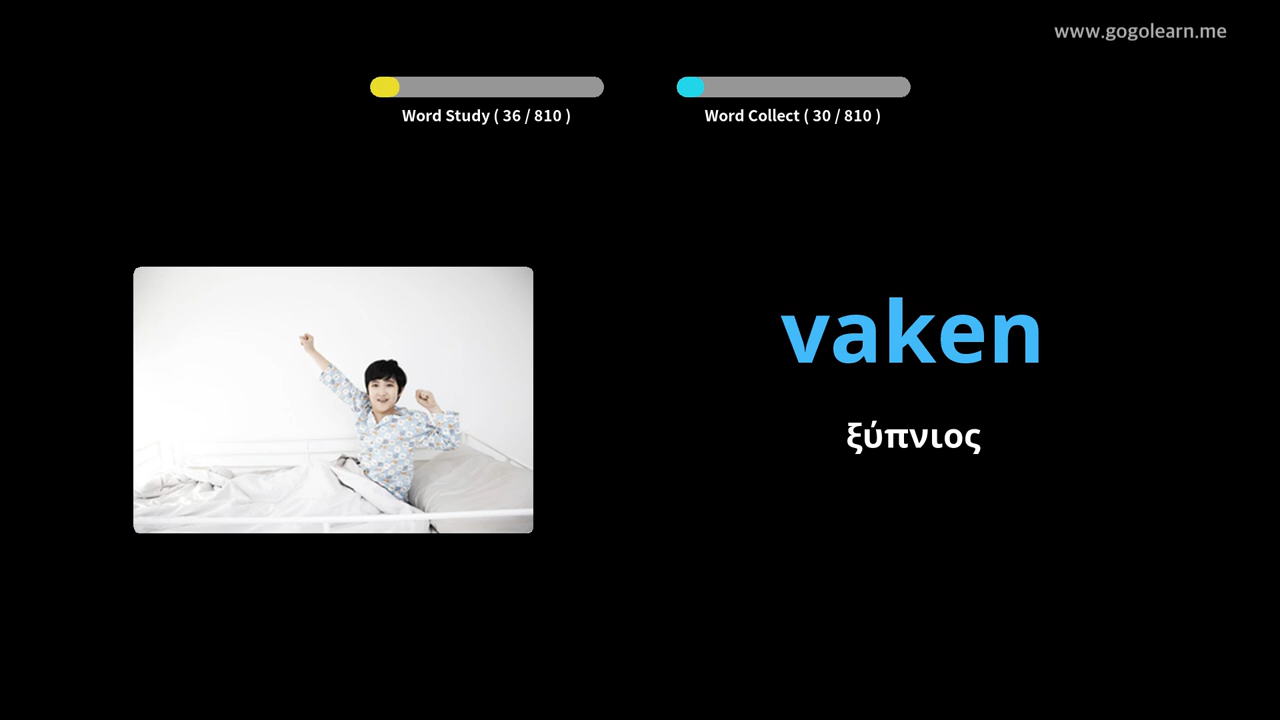 www.gogolearn.me
Word Study ( 36 / 810 )
Word Collect ( 30 / 810 )
vaken
ξύπνιος